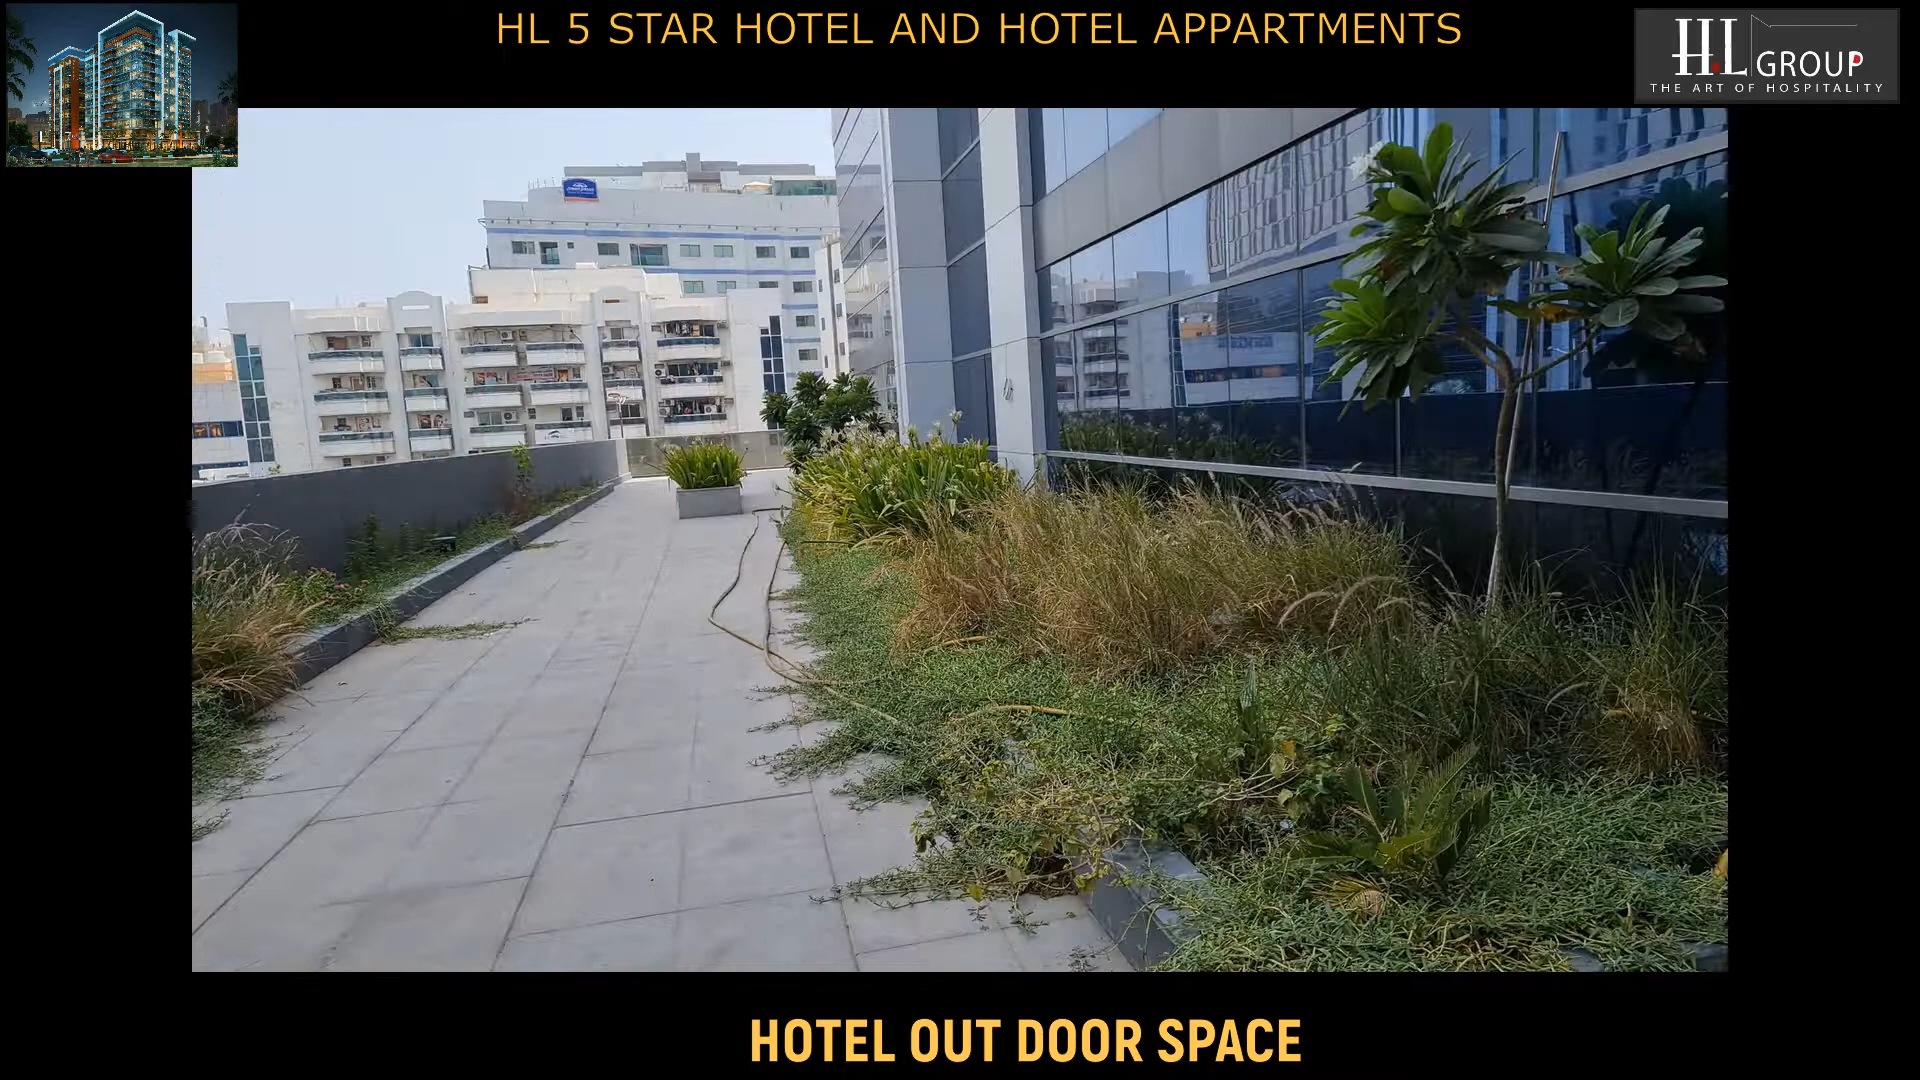 HL 5 STAR HOTEL AND HOTEL APPARTMENTS
H.L GROUP
THE ART OF HOSPITALITY
HOTEL OUT DOOR SPACE